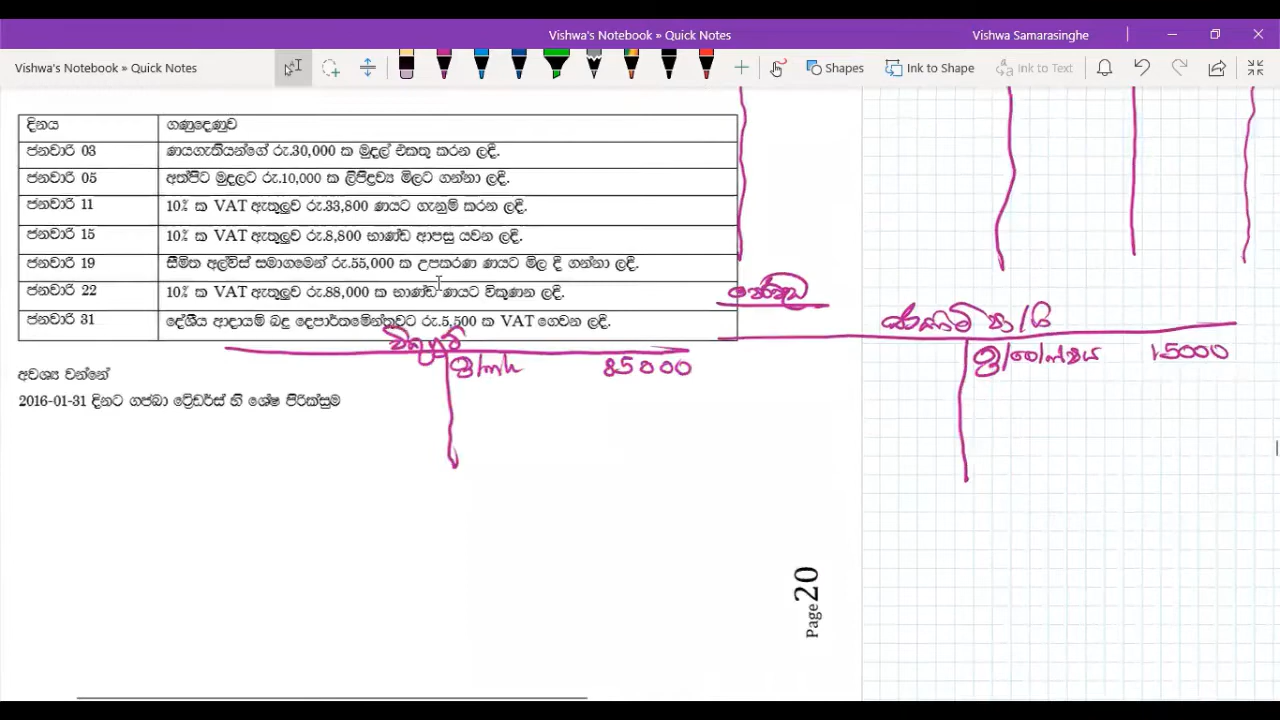 Vishwa's Notebook » Quick Notes
Vishwa Samarasinghe
Vishwa's Notebook » Quick Notes
Shapes
Ink to Shape
Ink to Text
දිනය ගණුදෙණුව
ජනවාරි 03 ණයගැතියන්ගේ රු.30,000 ක මුදල් එකතු කරන ලදී.
ජනවාරි 05 අත්පිට මුදලට රු.10,000 ක ලිපිද්‍රව්‍ය මිලට ගන්නා ලදී.
ජනවාරි 11 10% ක VAT ඇතුලුව රු.33,800 ණයට ගැනුම් කරන ලදි.
ජනවාරි 15 10% ක VAT ඇතුලුව රු.8,800 භාණ්ඩ ආපසු යවන ලදි.
ජනවාරි 19 සීමිත අල්විස් සමාගමෙන් රු.55,000 ක උපකරණ ණයට මිල දී ගන්නා ලදි.
ජනවාරි 22 10% ක VAT ඇතුලුව රු.88,000 ක භාණ්ඩ ණයට විකුණන ලදි.
ජනවාරි 31 දේශීය ආදායම් බදු දෙපාර්තමේන්තුවට රු.5,500 ක VAT ගෙවන ලදි.
විකුණුම්
85000
15000
අවශ්‍ය වන්නේ
2016-01-31 දිනට ගජබා ට්‍රේඩර්ස් හි ශේෂ පිරික්සුම
Page 20